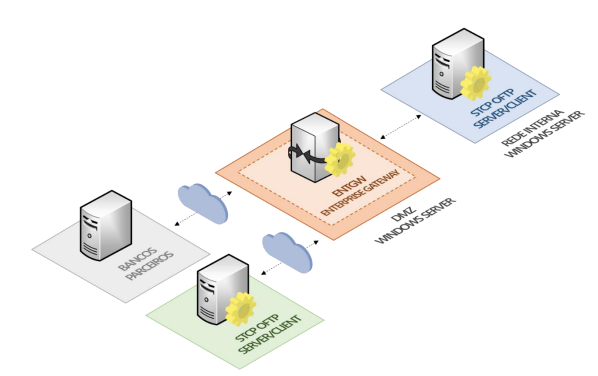 STCP OFTP
SERVER/CLIENT
REDE INTERNA
WINDOWS SERVER
ENTGW
ENTERPRISE GATEWAY
DMZ
WINDOWS SERVER
BANCOS
PARCEIROS
STCP OFTP
SERVER/CLIENT